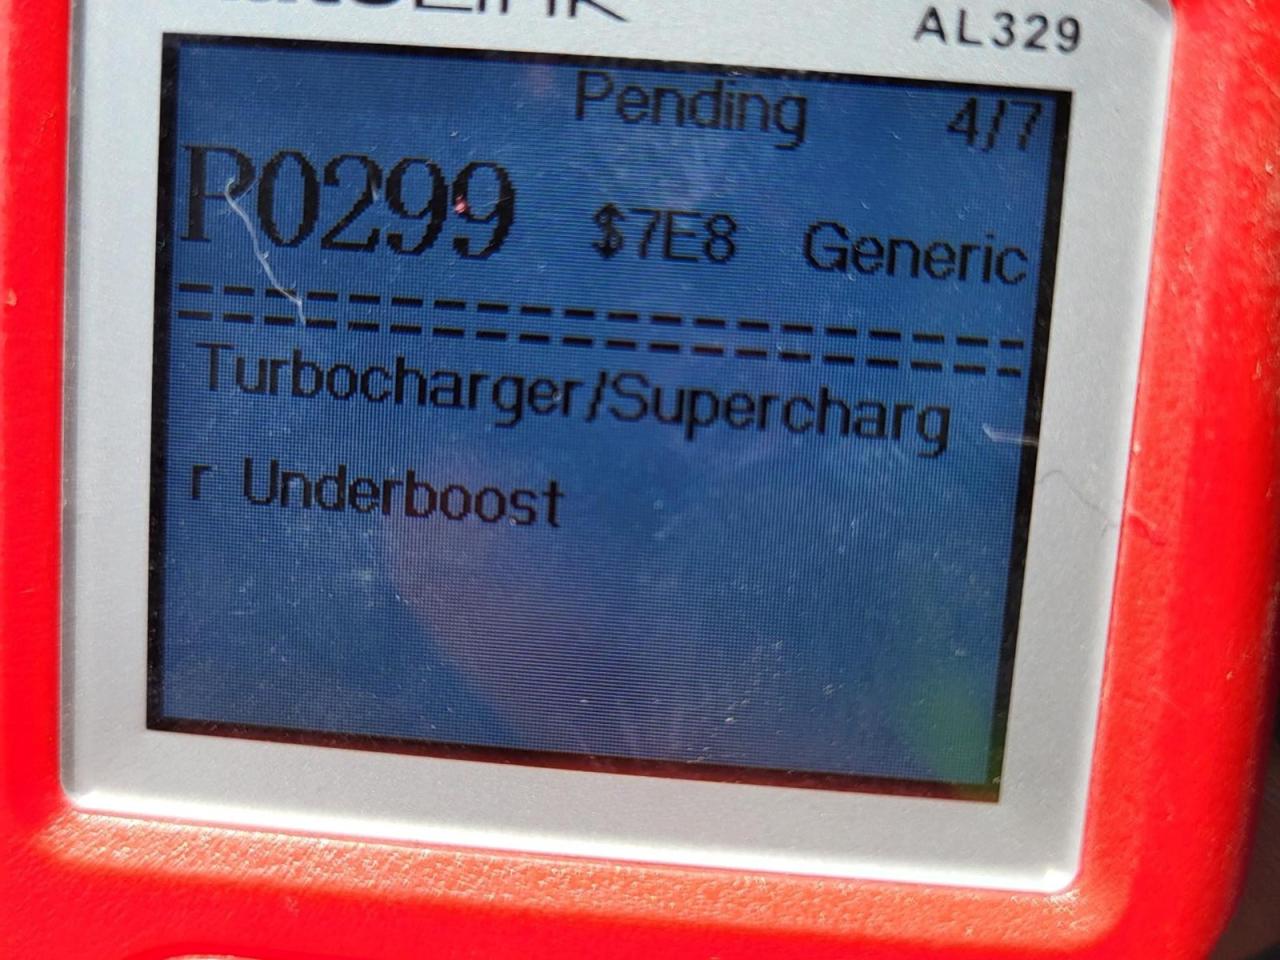 AL329
Pending 4/7
P0299 $7E8 Generic
Turbocharger/Supercharg
r Underboost